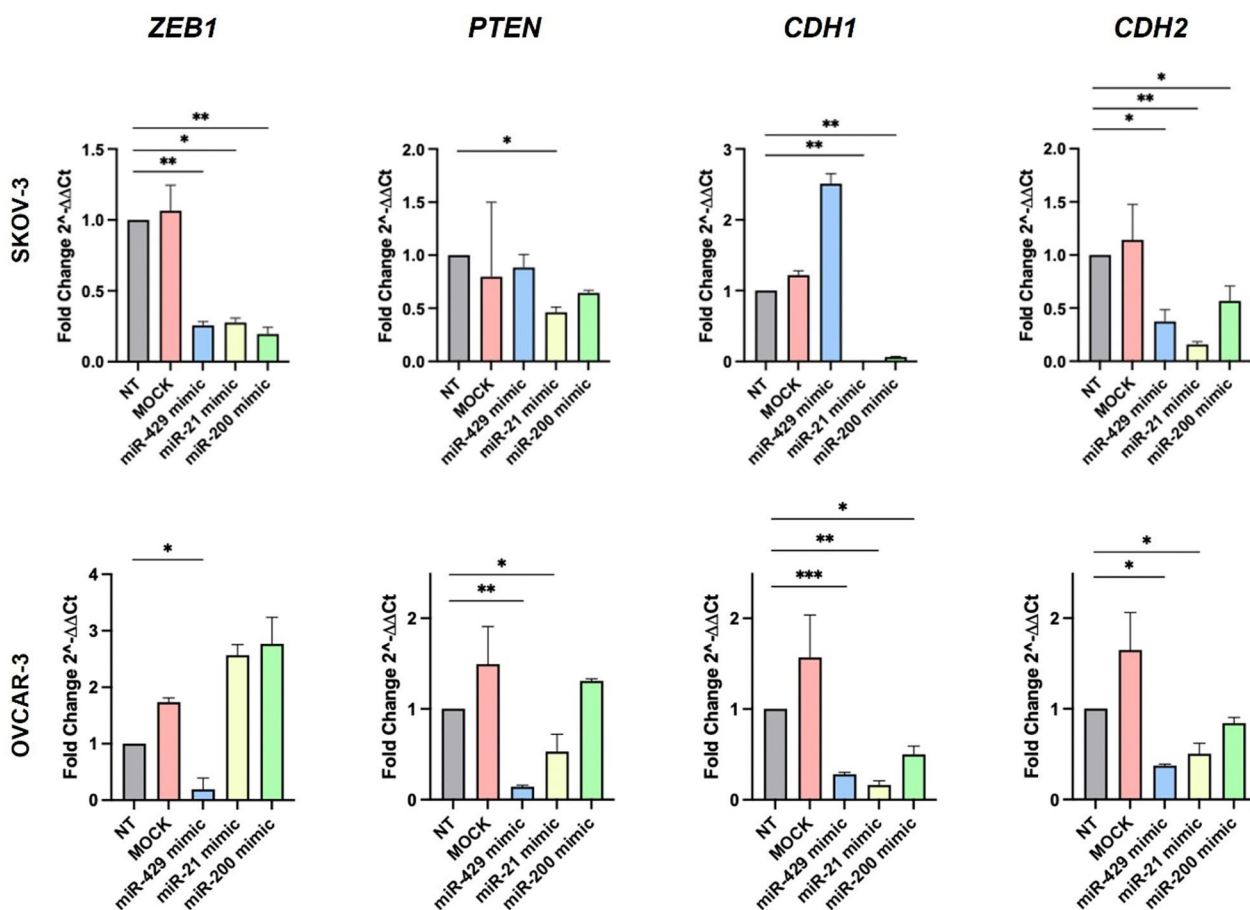 ZEB1
PTEN
CDH1
CDH2
SKOV-3
**
*
**
Fold Change 2^-ΔΔCt
1.5
1.0
0.5
0.0
NT
MOCK
miR-429 mimic
miR-21 mimic
miR-200 mimic
*
Fold Change 2^-ΔΔCt
2.0
1.5
1.0
0.5
0.0
NT
MOCK
miR-429 mimic
miR-21 mimic
miR-200 mimic
**
**
Fold Change 2^-ΔΔCt
3
2
1
0
NT
MOCK
miR-429 mimic
miR-21 mimic
miR-200 mimic
*
**
*
Fold Change 2^-ΔΔCt
2.0
1.5
1.0
0.5
0.0
NT
MOCK
miR-429 mimic
miR-21 mimic
miR-200 mimic
OVCAR-3
*
Fold Change 2^-ΔΔCt
4
3
2
1
0
NT
MOCK
miR-429 mimic
miR-21 mimic
miR-200 mimic
*
**
Fold Change 2^-ΔΔCt
2
1
0
NT
MOCK
miR-429 mimic
miR-21 mimic
miR-200 mimic
*
**
***
Fold Change 2^-ΔΔCt
2
1
0
NT
MOCK
miR-429 mimic
miR-21 mimic
miR-200 mimic
*
*
Fold Change 2^-ΔΔCt
2
1
0
NT
MOCK
miR-429 mimic
miR-21 mimic
miR-200 mimic